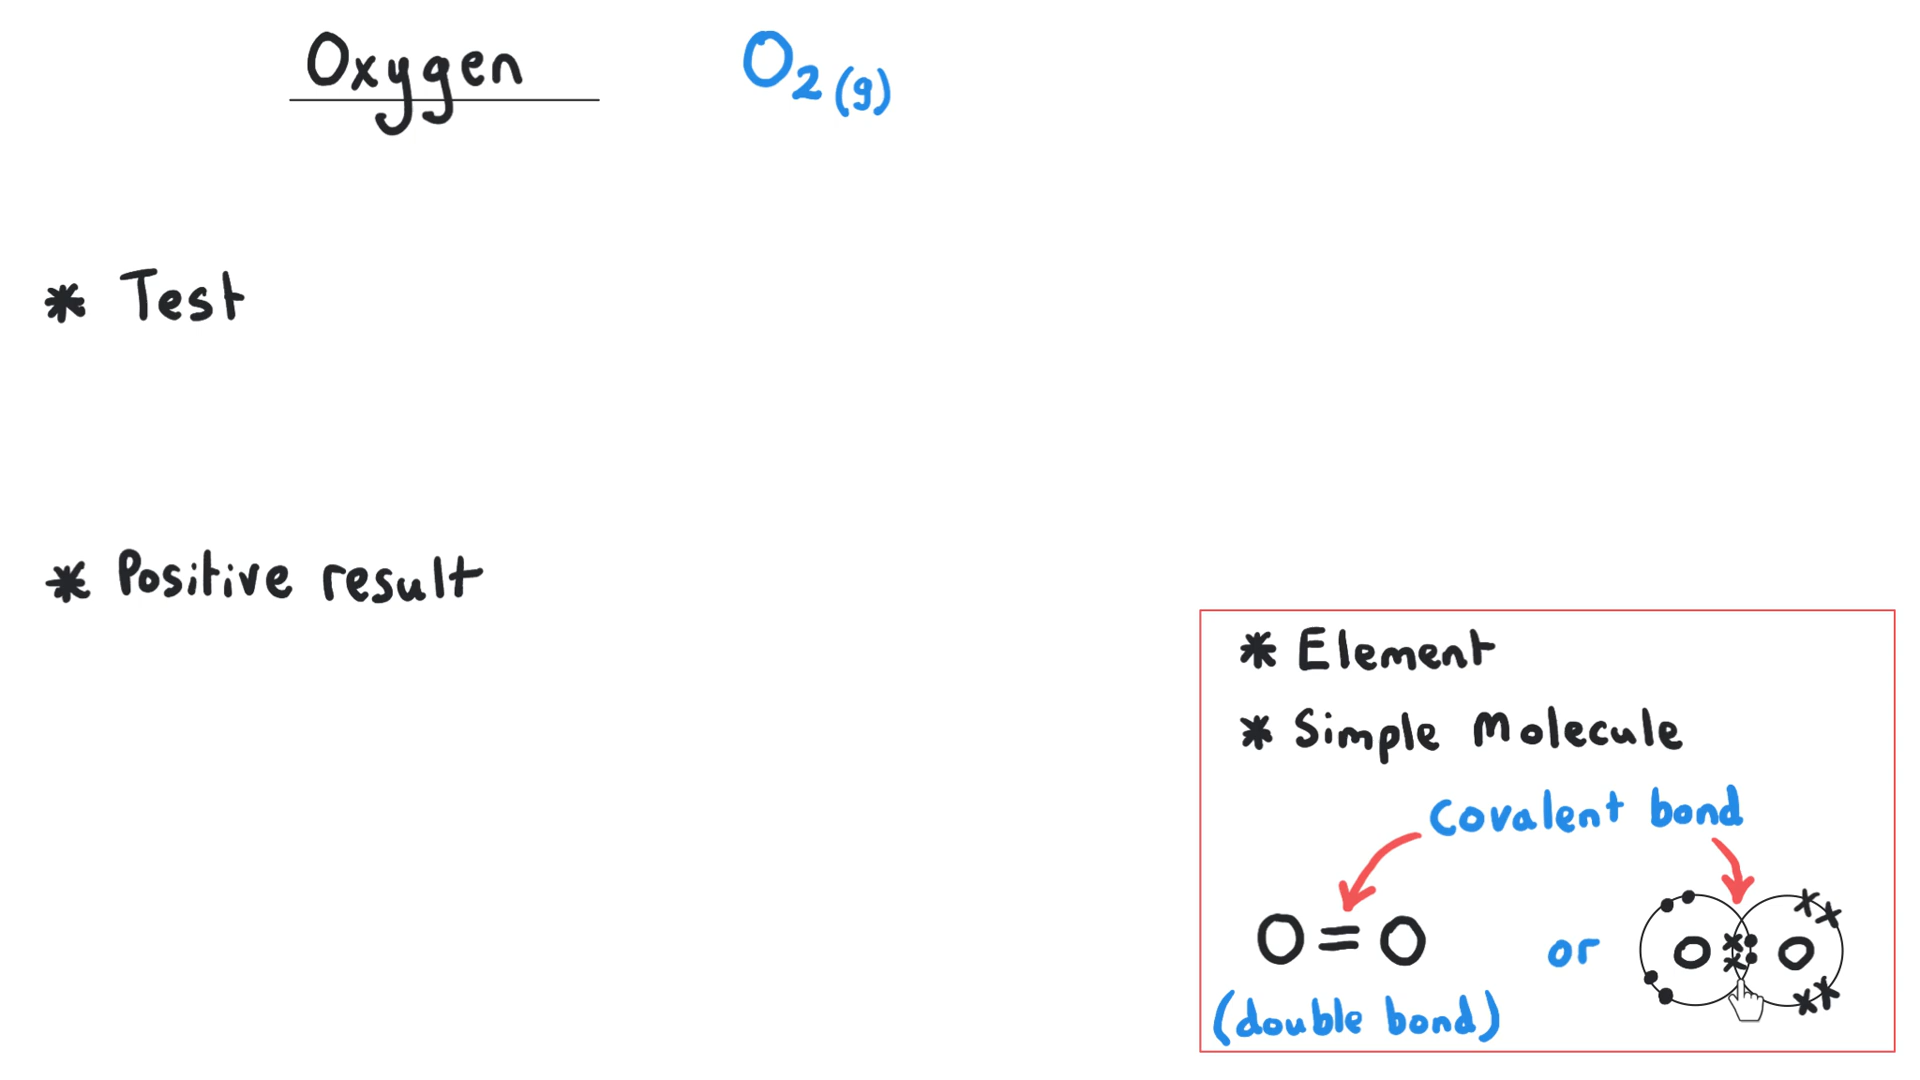 Oxygen O₂(g)
* Test
* Positive result
* Element
* Simple Molecule
Covalent bond
O=O or O O
(double bond)